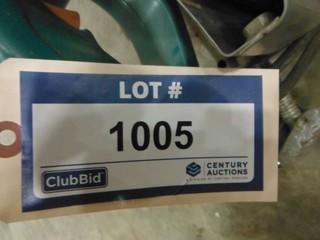 LOT #
1005
ClubBid
CENTURY
AUCTIONS